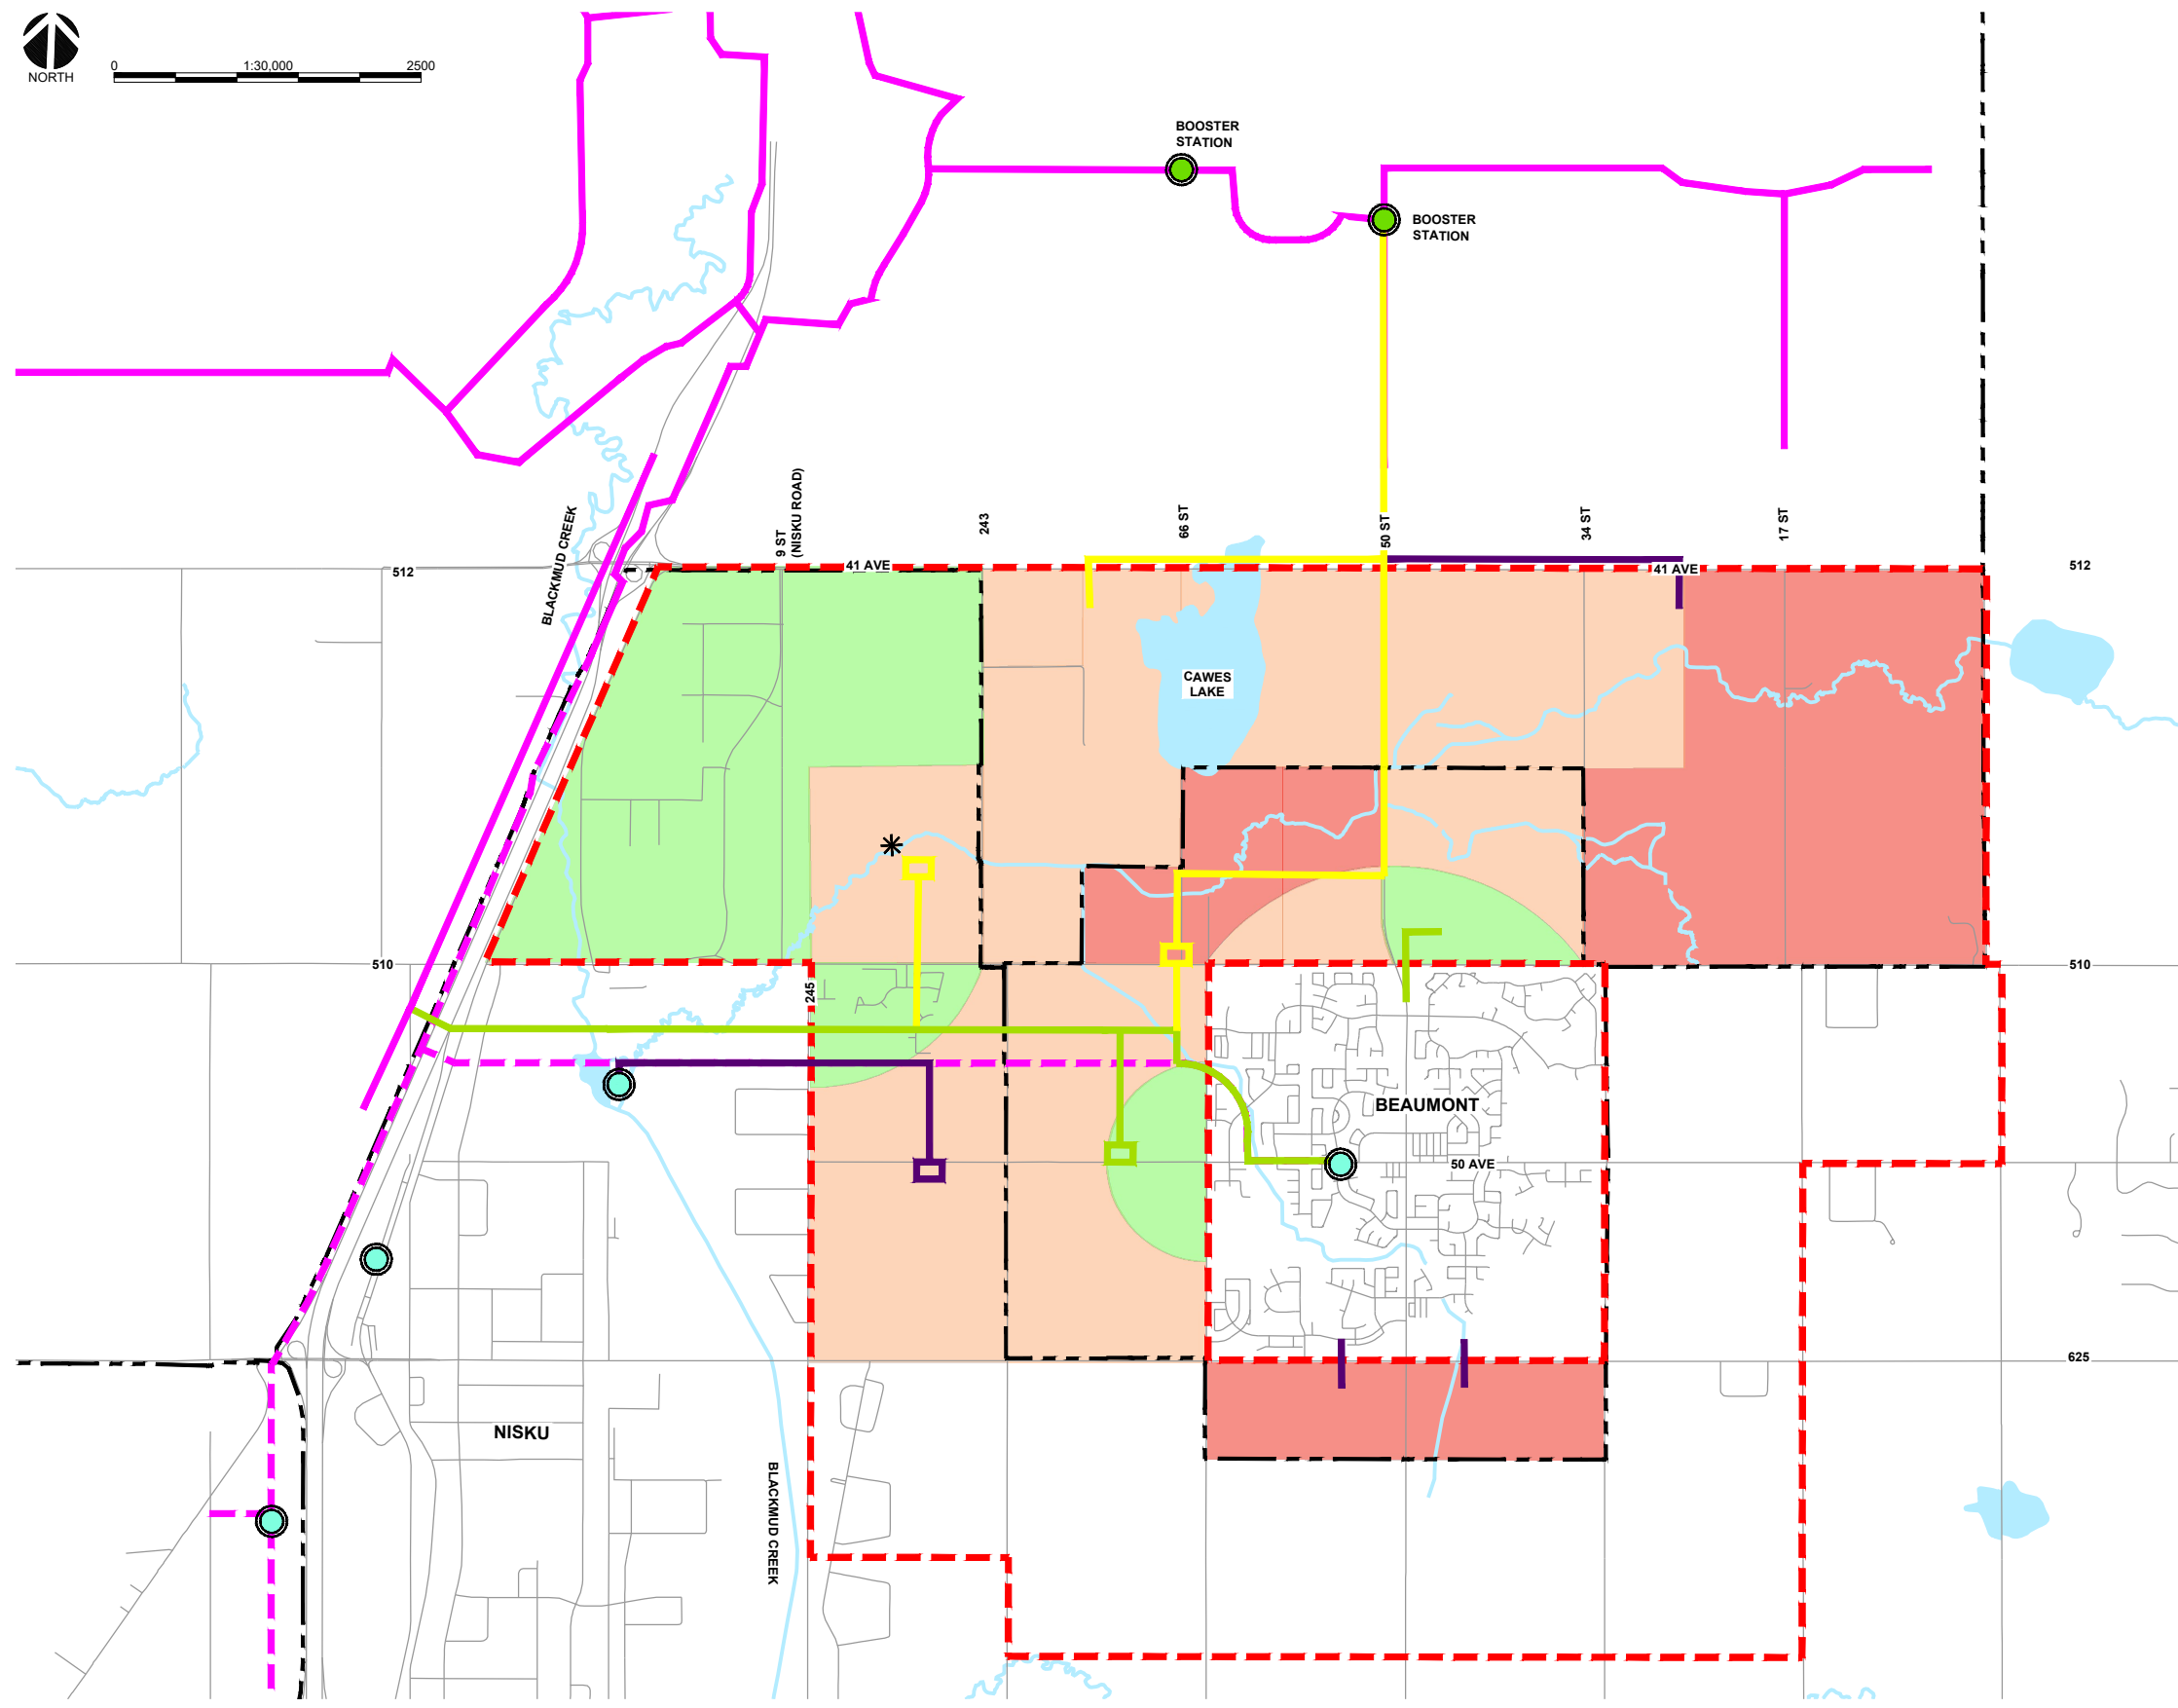 NORTH
0 1:30,000 2500
BOOSTER
STATION
BOOSTER
STATION
BLACKMUD CREEK
9 ST
(NISKU ROAD)
243
66 ST
50 ST
34 ST
17 ST
512
41 AVE
41 AVE
512
CAWES
LAKE
510
245
510
BEAUMONT
50 AVE
625
NISKU
BLACKMUD CREEK